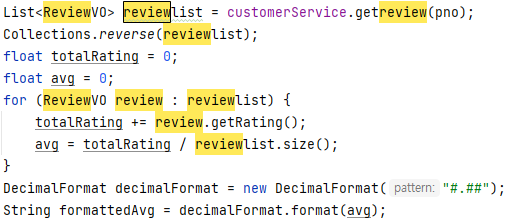 List<ReviewVO> reviewlist = customerService.getreview(pno);
Collections.reverse(reviewlist);
float totalRating = 0;
float avg = 0;
for (ReviewVO review : reviewlist) {
    totalRating += review.getRating();
    avg = totalRating / reviewlist.size();
}
DecimalFormat decimalFormat = new DecimalFormat( pattern: "#.##");
String formattedAvg = decimalFormat.format(avg);